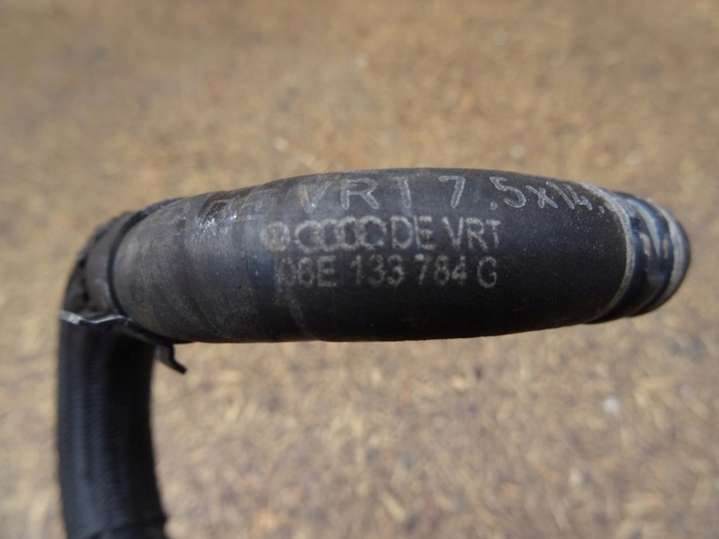 VRT 7.5x14.
DE VRT
06E 133 784 G